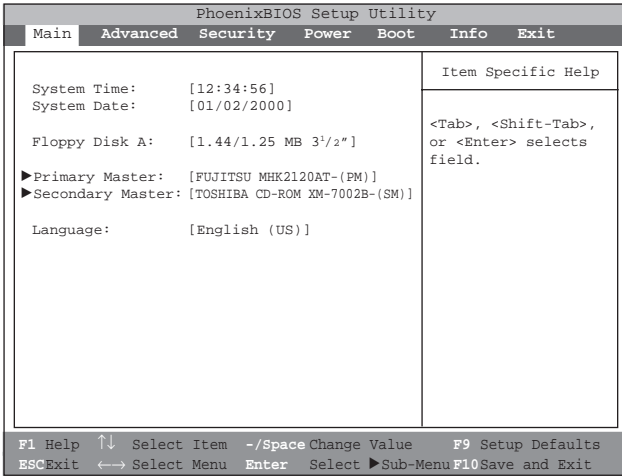 PhoenixBIOS Setup Utility
Main Advanced Security Power Boot Info Exit
Item Specific Help
System Time: [12:34:56]
System Date: [01/02/2000]
<Tab>, <Shift-Tab>,
or <Enter> selects
field.
Floppy Disk A: [1.44/1.25 MB 3½"]
▶Primary Master: [FUJITSU MHK2120AT-(PM)]
▶Secondary Master: [TOSHIBA CD-ROM XM-7002B-(SM)]
Language: [English (US)]
F1 Help ↑↓ Select Item -/Space Change Value F9 Setup Defaults
ESC Exit ←→ Select Menu Enter Select ▶Sub-Menu F10 Save and Exit